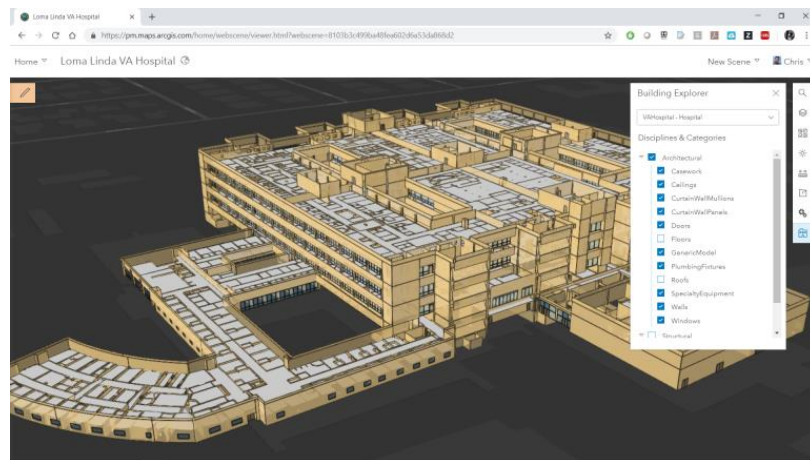 Loma Linda VA Hospital
https://pm.maps.arcgis.com/home/webscene/viewer.html?webscene=8103b3c499ba48fea602d6a53da868d2
Home Loma Linda VA Hospital New Scene Chris
Building Explorer
VAHospital - Hospital
Disciplines & Categories
Architectural
Casework
Ceilings
CurtainWallMullions
CurtainWallPanels
Doors
Floors
GenericModel
PlumbingFixtures
Roofs
SpecialtyEquipment
Walls
Windows
Structural